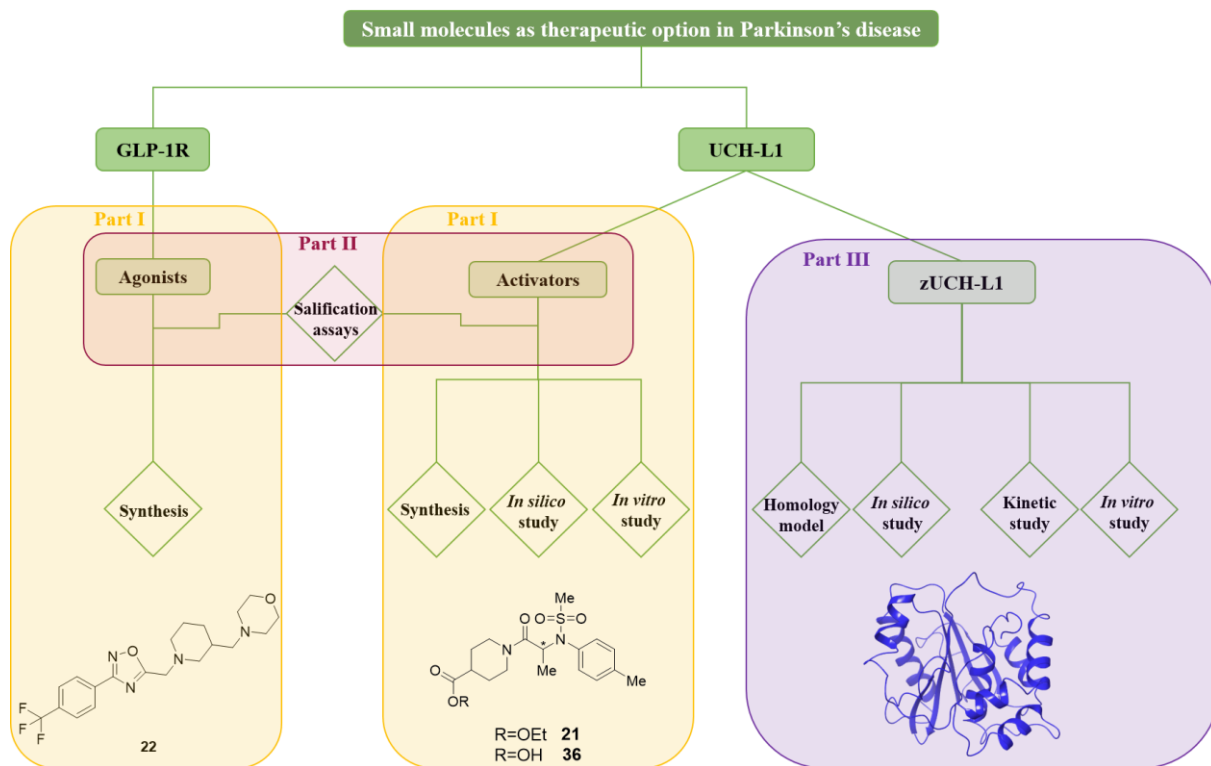 Small molecules as therapeutic option in Parkinson's disease
GLP-1R
UCH-L1
Part I
Part I
Part II
Part III
Agonists
Salification
assays
Activators
zUCH-L1
Synthesis
Synthesis
In silico
study
In vitro
study
Homology
model
In silico
study
Kinetic
study
In vitro
study
O
N
N
O
N
N
N
F
F
F
22
Me
O=S=O
O
N
N
*
Me
Me
O
OR
R=OEt 21
R=OH 36